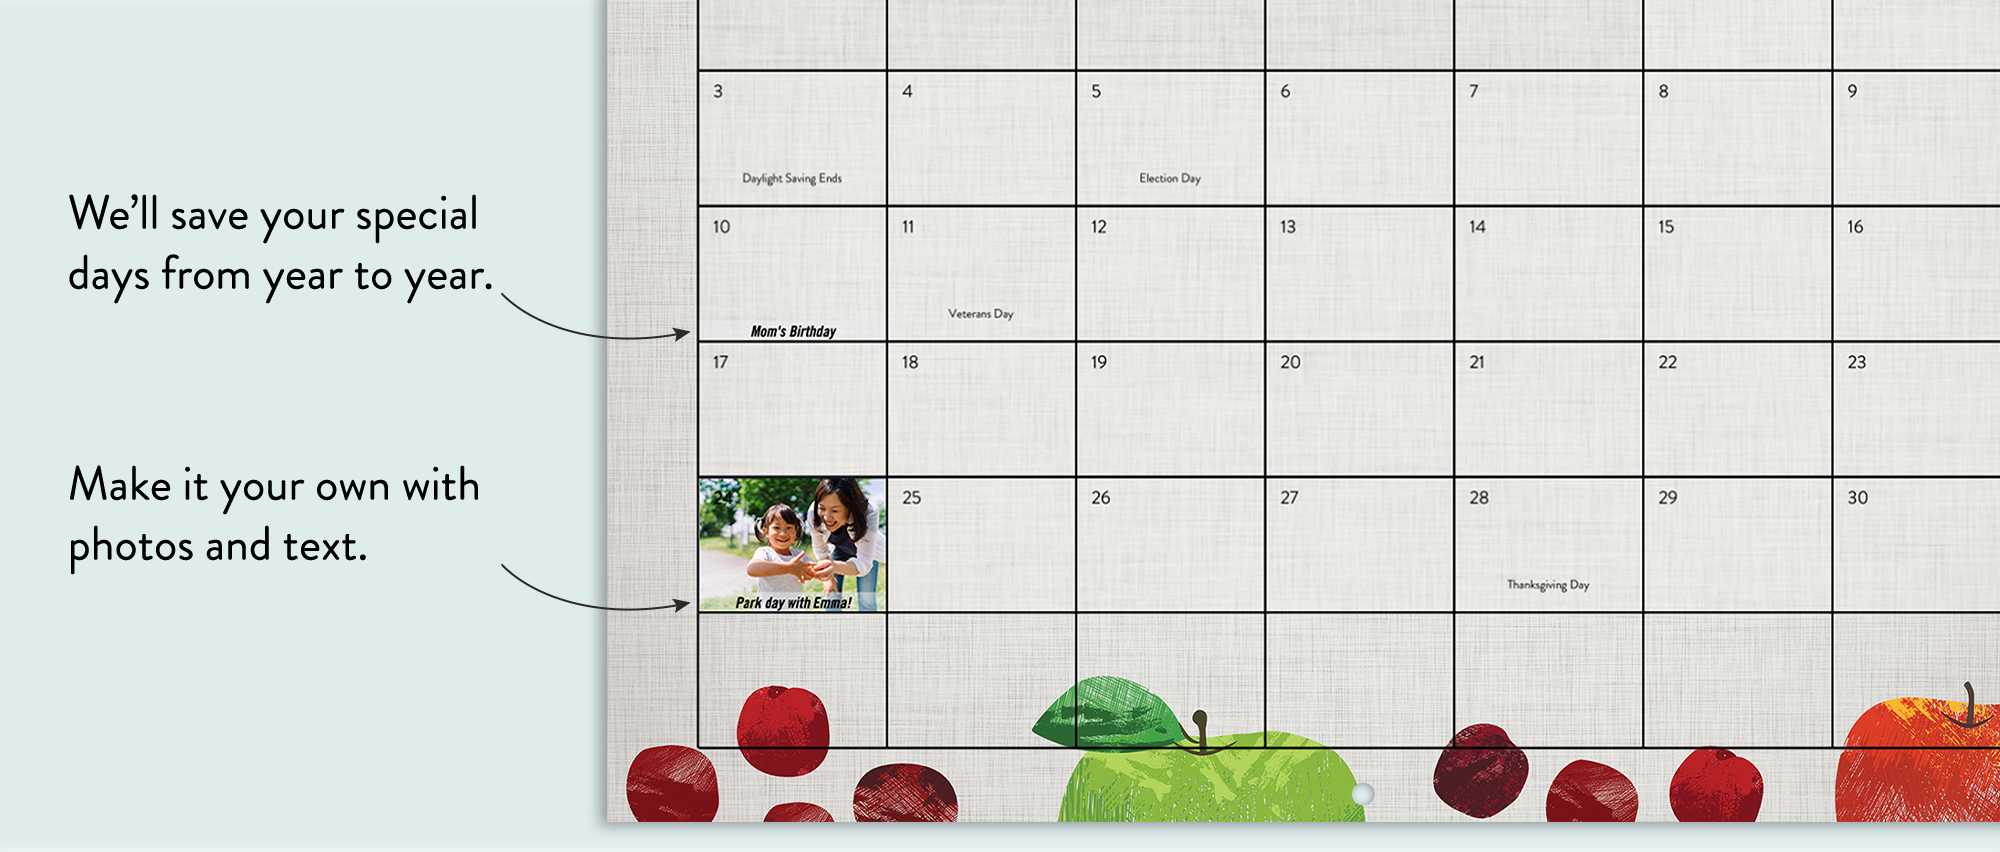 We'll save your special
days from year to year.
Make it your own with
photos and text.
3 4 5 6 7 8 9
Daylight Saving Ends Election Day
10 11 12 13 14 15 16
Veterans Day
Mom's Birthday
17 18 19 20 21 22 23
24 25 26 27 28 29 30
Thanksgiving Day
Park day with Emma!